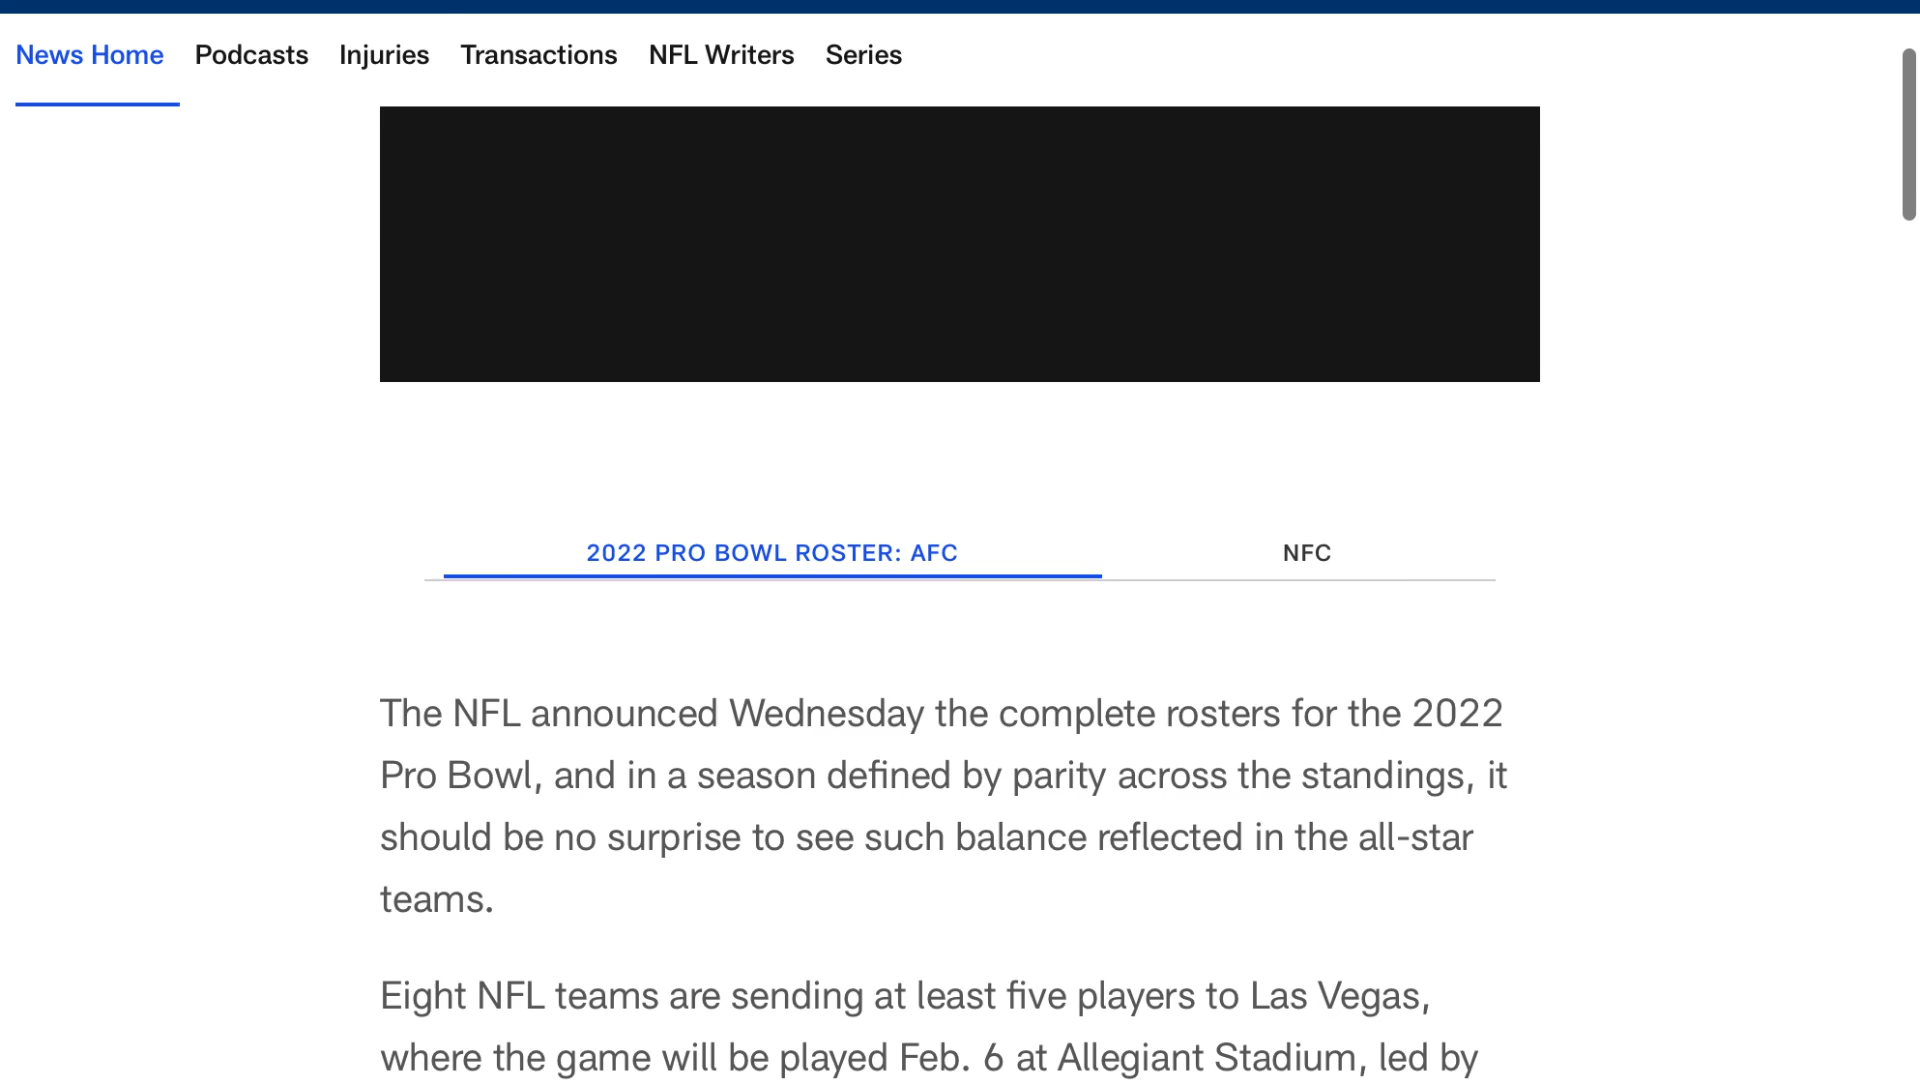 News Home Podcasts Injuries Transactions NFL Writers Series
2022 PRO BOWL ROSTER: AFC NFC
The NFL announced Wednesday the complete rosters for the 2022
Pro Bowl, and in a season defined by parity across the standings, it
should be no surprise to see such balance reflected in the all-star
teams.
Eight NFL teams are sending at least five players to Las Vegas,
where the game will be played Feb. 6 at Allegiant Stadium, led by